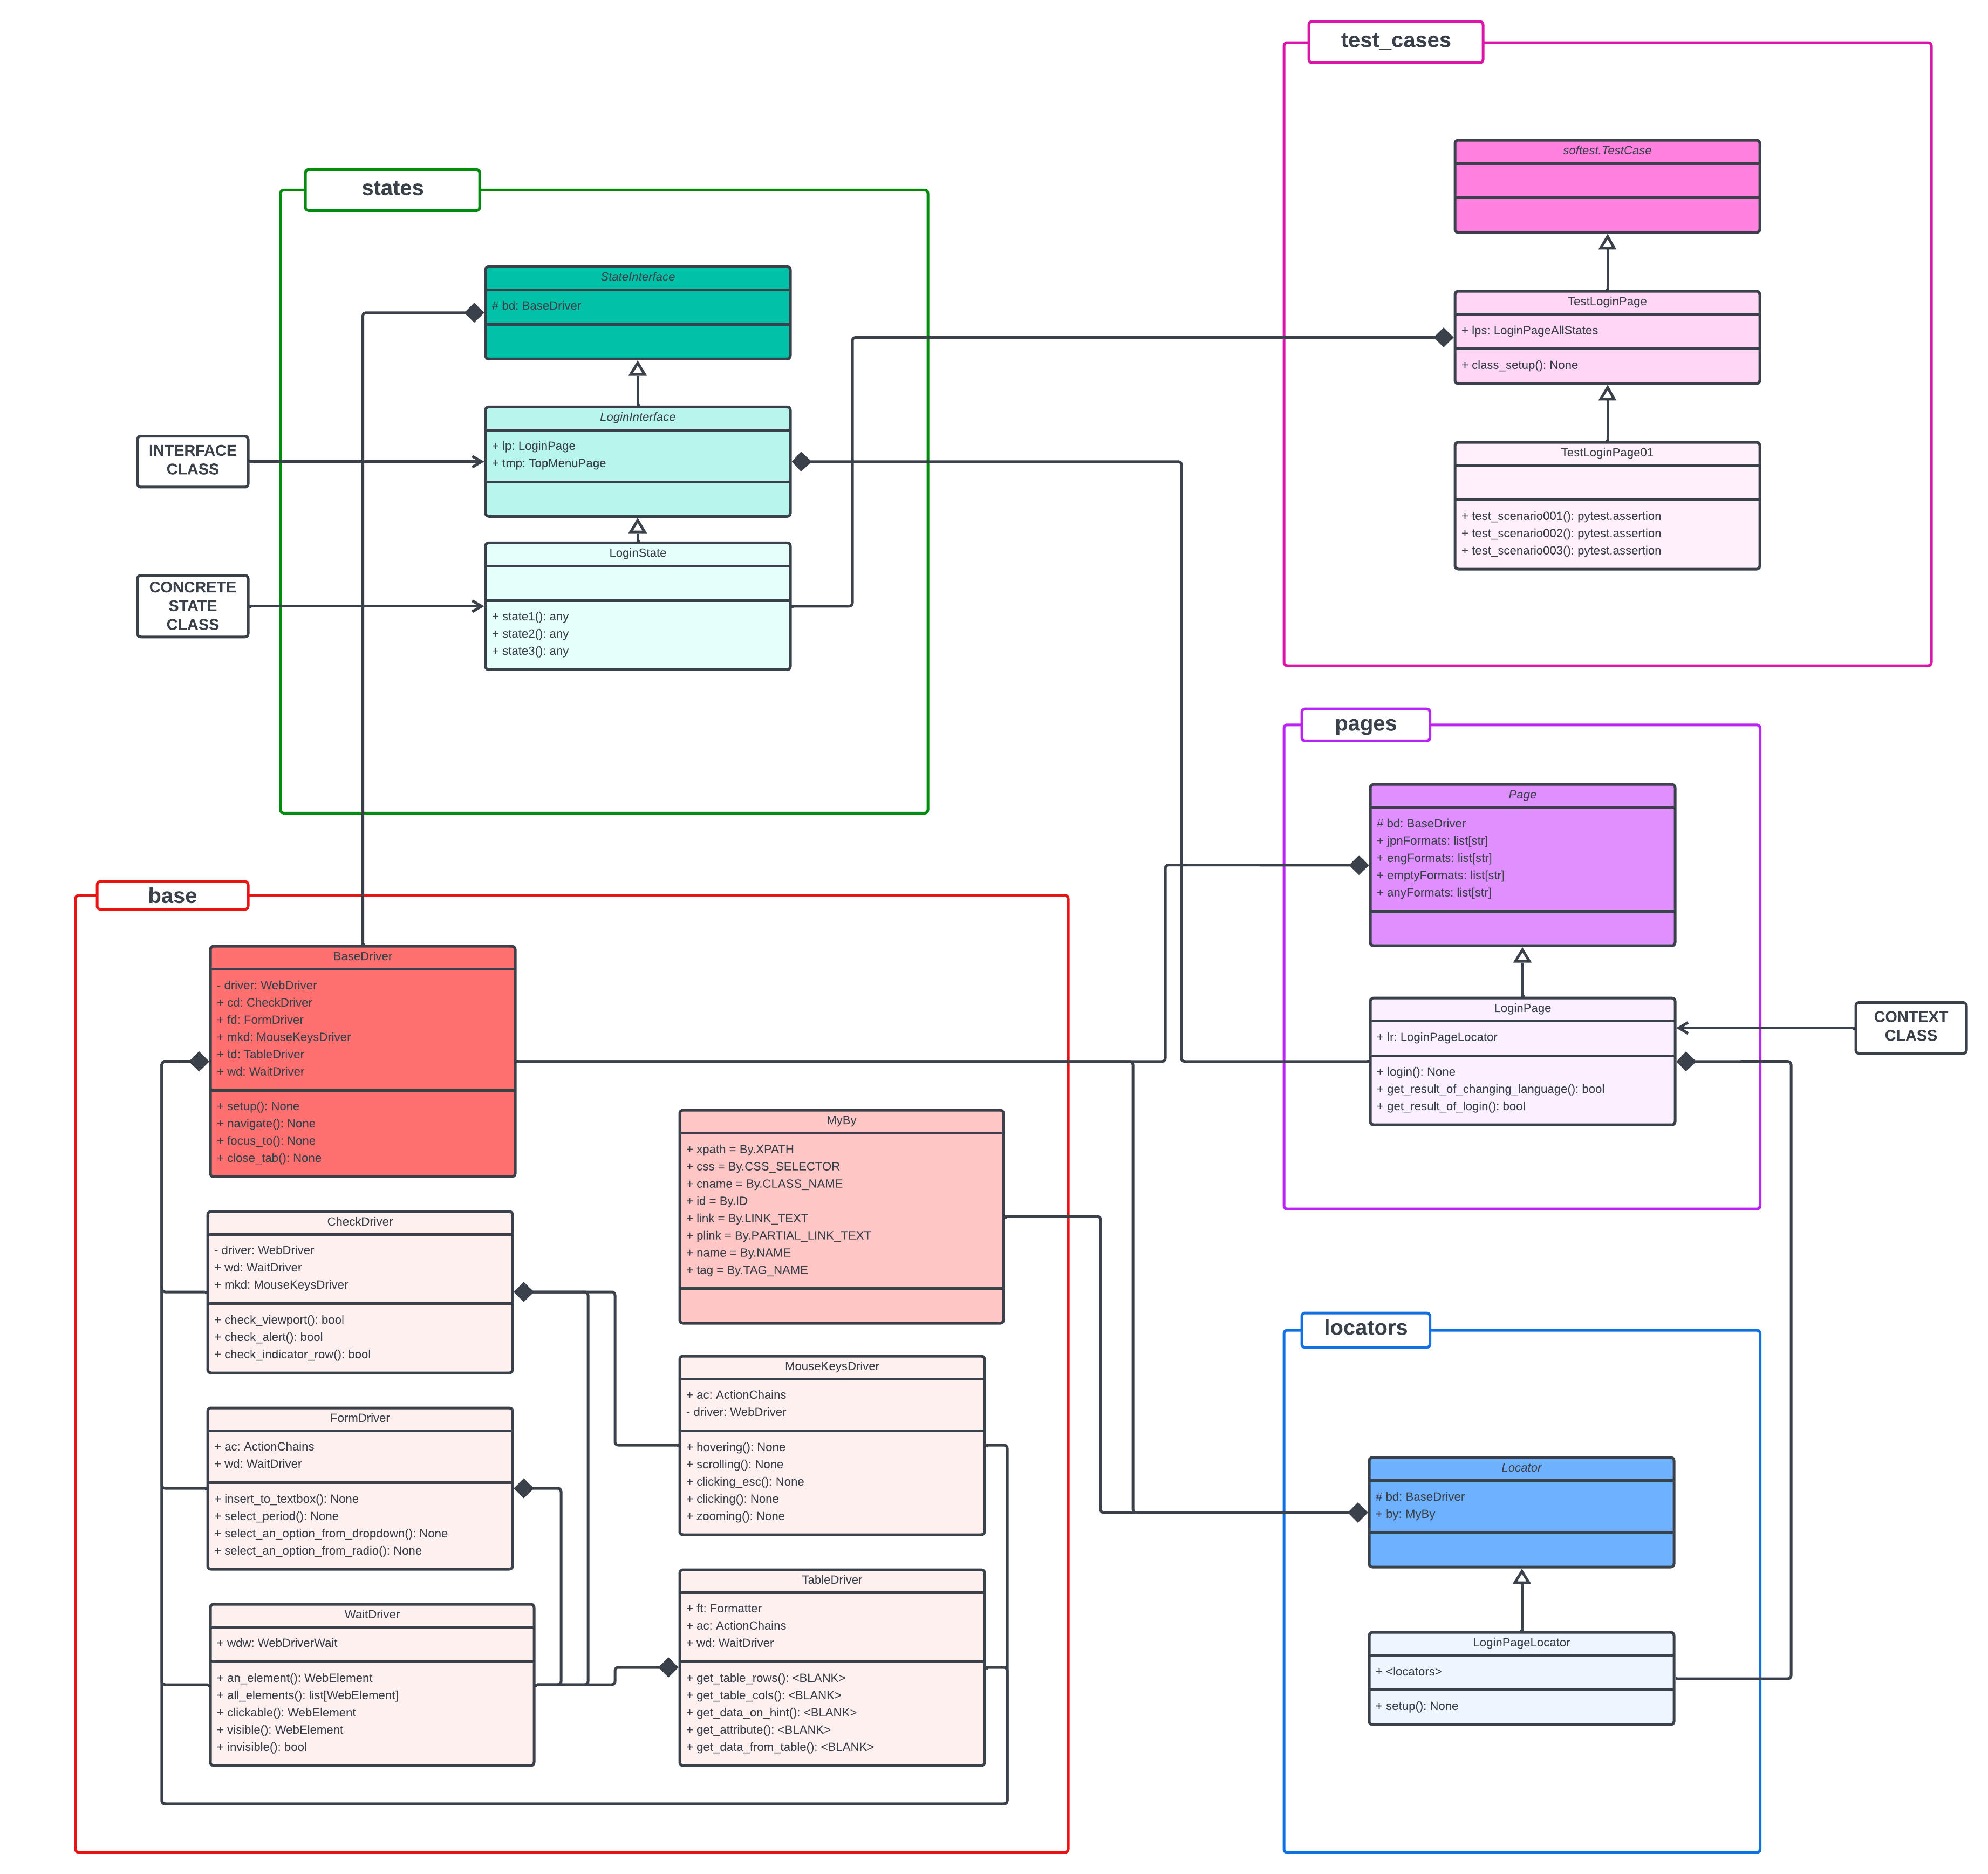 test_cases
softest.TestCase
TestLoginPage
+ lps: LoginPageAllStates
+ class_setup(): None
TestLoginPage01
+ test_scenario001(): pytest.assertion
+ test_scenario002(): pytest.assertion
+ test_scenario003(): pytest.assertion
states
StateInterface
# bd: BaseDriver
LoginInterface
+ lp: LoginPage
+ tmp: TopMenuPage
LoginState
+ state1(): any
+ state2(): any
+ state3(): any
INTERFACE
CLASS
CONCRETE
STATE
CLASS
pages
Page
# bd: BaseDriver
+ jpnFormats: list[str]
+ engFormats: list[str]
+ emptyFormats: list[str]
+ anyFormats: list[str]
LoginPage
+ lr: LoginPageLocator
+ login(): None
+ get_result_of_changing_language(): bool
+ get_result_of_login(): bool
CONTEXT
CLASS
base
BaseDriver
- driver: WebDriver
+ cd: CheckDriver
+ fd: FormDriver
+ mkd: MouseKeysDriver
+ td: TableDriver
+ wd: WaitDriver
+ setup(): None
+ navigate(): None
+ focus_to(): None
+ close_tab(): None
MyBy
+ xpath = By.XPATH
+ css = By.CSS_SELECTOR
+ cname = By.CLASS_NAME
+ id = By.ID
+ link = By.LINK_TEXT
+ plink = By.PARTIAL_LINK_TEXT
+ name = By.NAME
+ tag = By.TAG_NAME
CheckDriver
- driver: WebDriver
+ wd: WaitDriver
+ mkd: MouseKeysDriver
+ check_viewport(): bool
+ check_alert(): bool
+ check_indicator_row(): bool
MouseKeysDriver
+ ac: ActionChains
- driver: WebDriver
+ hovering(): None
+ scrolling(): None
+ clicking_esc(): None
+ clicking(): None
+ zooming(): None
FormDriver
+ ac: ActionChains
+ wd: WaitDriver
+ insert_to_textbox(): None
+ select_period(): None
+ select_an_option_from_dropdown(): None
+ select_an_option_from_radio(): None
TableDriver
+ ft: Formatter
+ ac: ActionChains
+ wd: WaitDriver
+ get_table_rows(): <BLANK>
+ get_table_cols(): <BLANK>
+ get_data_on_hint(): <BLANK>
+ get_attribute(): <BLANK>
+ get_data_from_table(): <BLANK>
WaitDriver
+ wdw: WebDriverWait
+ an_element(): WebElement
+ all_elements(): list[WebElement]
+ clickable(): WebElement
+ visible(): WebElement
+ invisible(): bool
locators
Locator
# bd: BaseDriver
+ by: MyBy
LoginPageLocator
+ <locators>
+ setup(): None